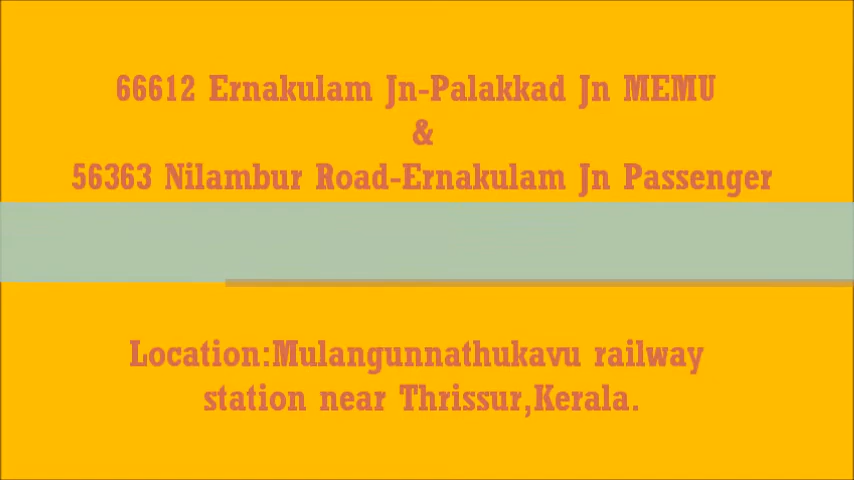 66612 Ernakulam Jn-Palakkad Jn MEMU
&
56363 Nilambur Road-Ernakulam Jn Passenger
Location:Mulangunnathukavu railway
station near Thrissur,Kerala.